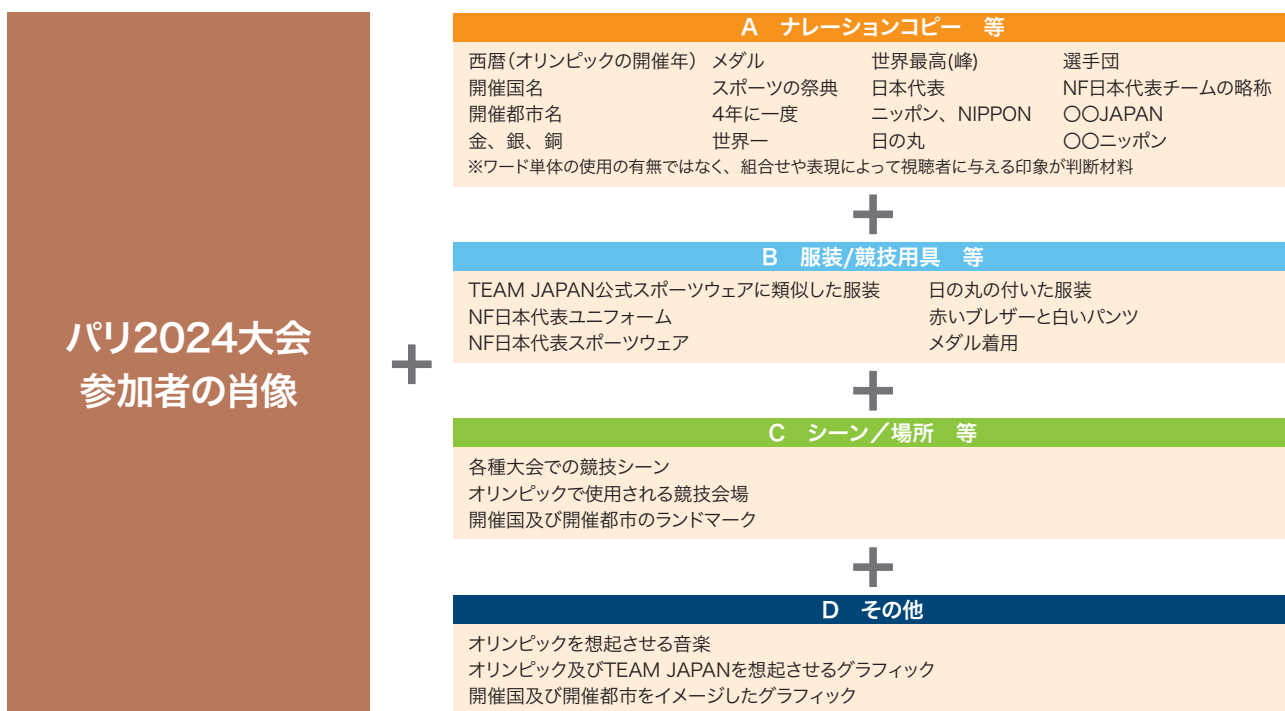 パリ2024大会
参加者の肖像
+
A ナレーションコピー 等
西暦(オリンピックの開催年) メダル 世界最高(峰) 選手団
開催国名 スポーツの祭典 日本代表 NF日本代表チームの略称
開催都市名 4年に一度 ニッポン、NIPPON 〇〇JAPAN
金、銀、銅 世界一 日の丸 〇〇ニッポン
※ワード単体の使用の有無ではなく、組合せや表現によって視聴者に与える印象が判断材料
+
B 服装/競技用具 等
TEAM JAPAN公式スポーツウェアに類似した服装 日の丸の付いた服装
NF日本代表ユニフォーム 赤いブレザーと白いパンツ
NF日本代表スポーツウェア メダル着用
+
C シーン/場所 等
各種大会での競技シーン
オリンピックで使用される競技会場
開催国及び開催都市のランドマーク
+
D その他
オリンピックを想起させる音楽
オリンピック及びTEAM JAPANを想起させるグラフィック
開催国及び開催都市をイメージしたグラフィック